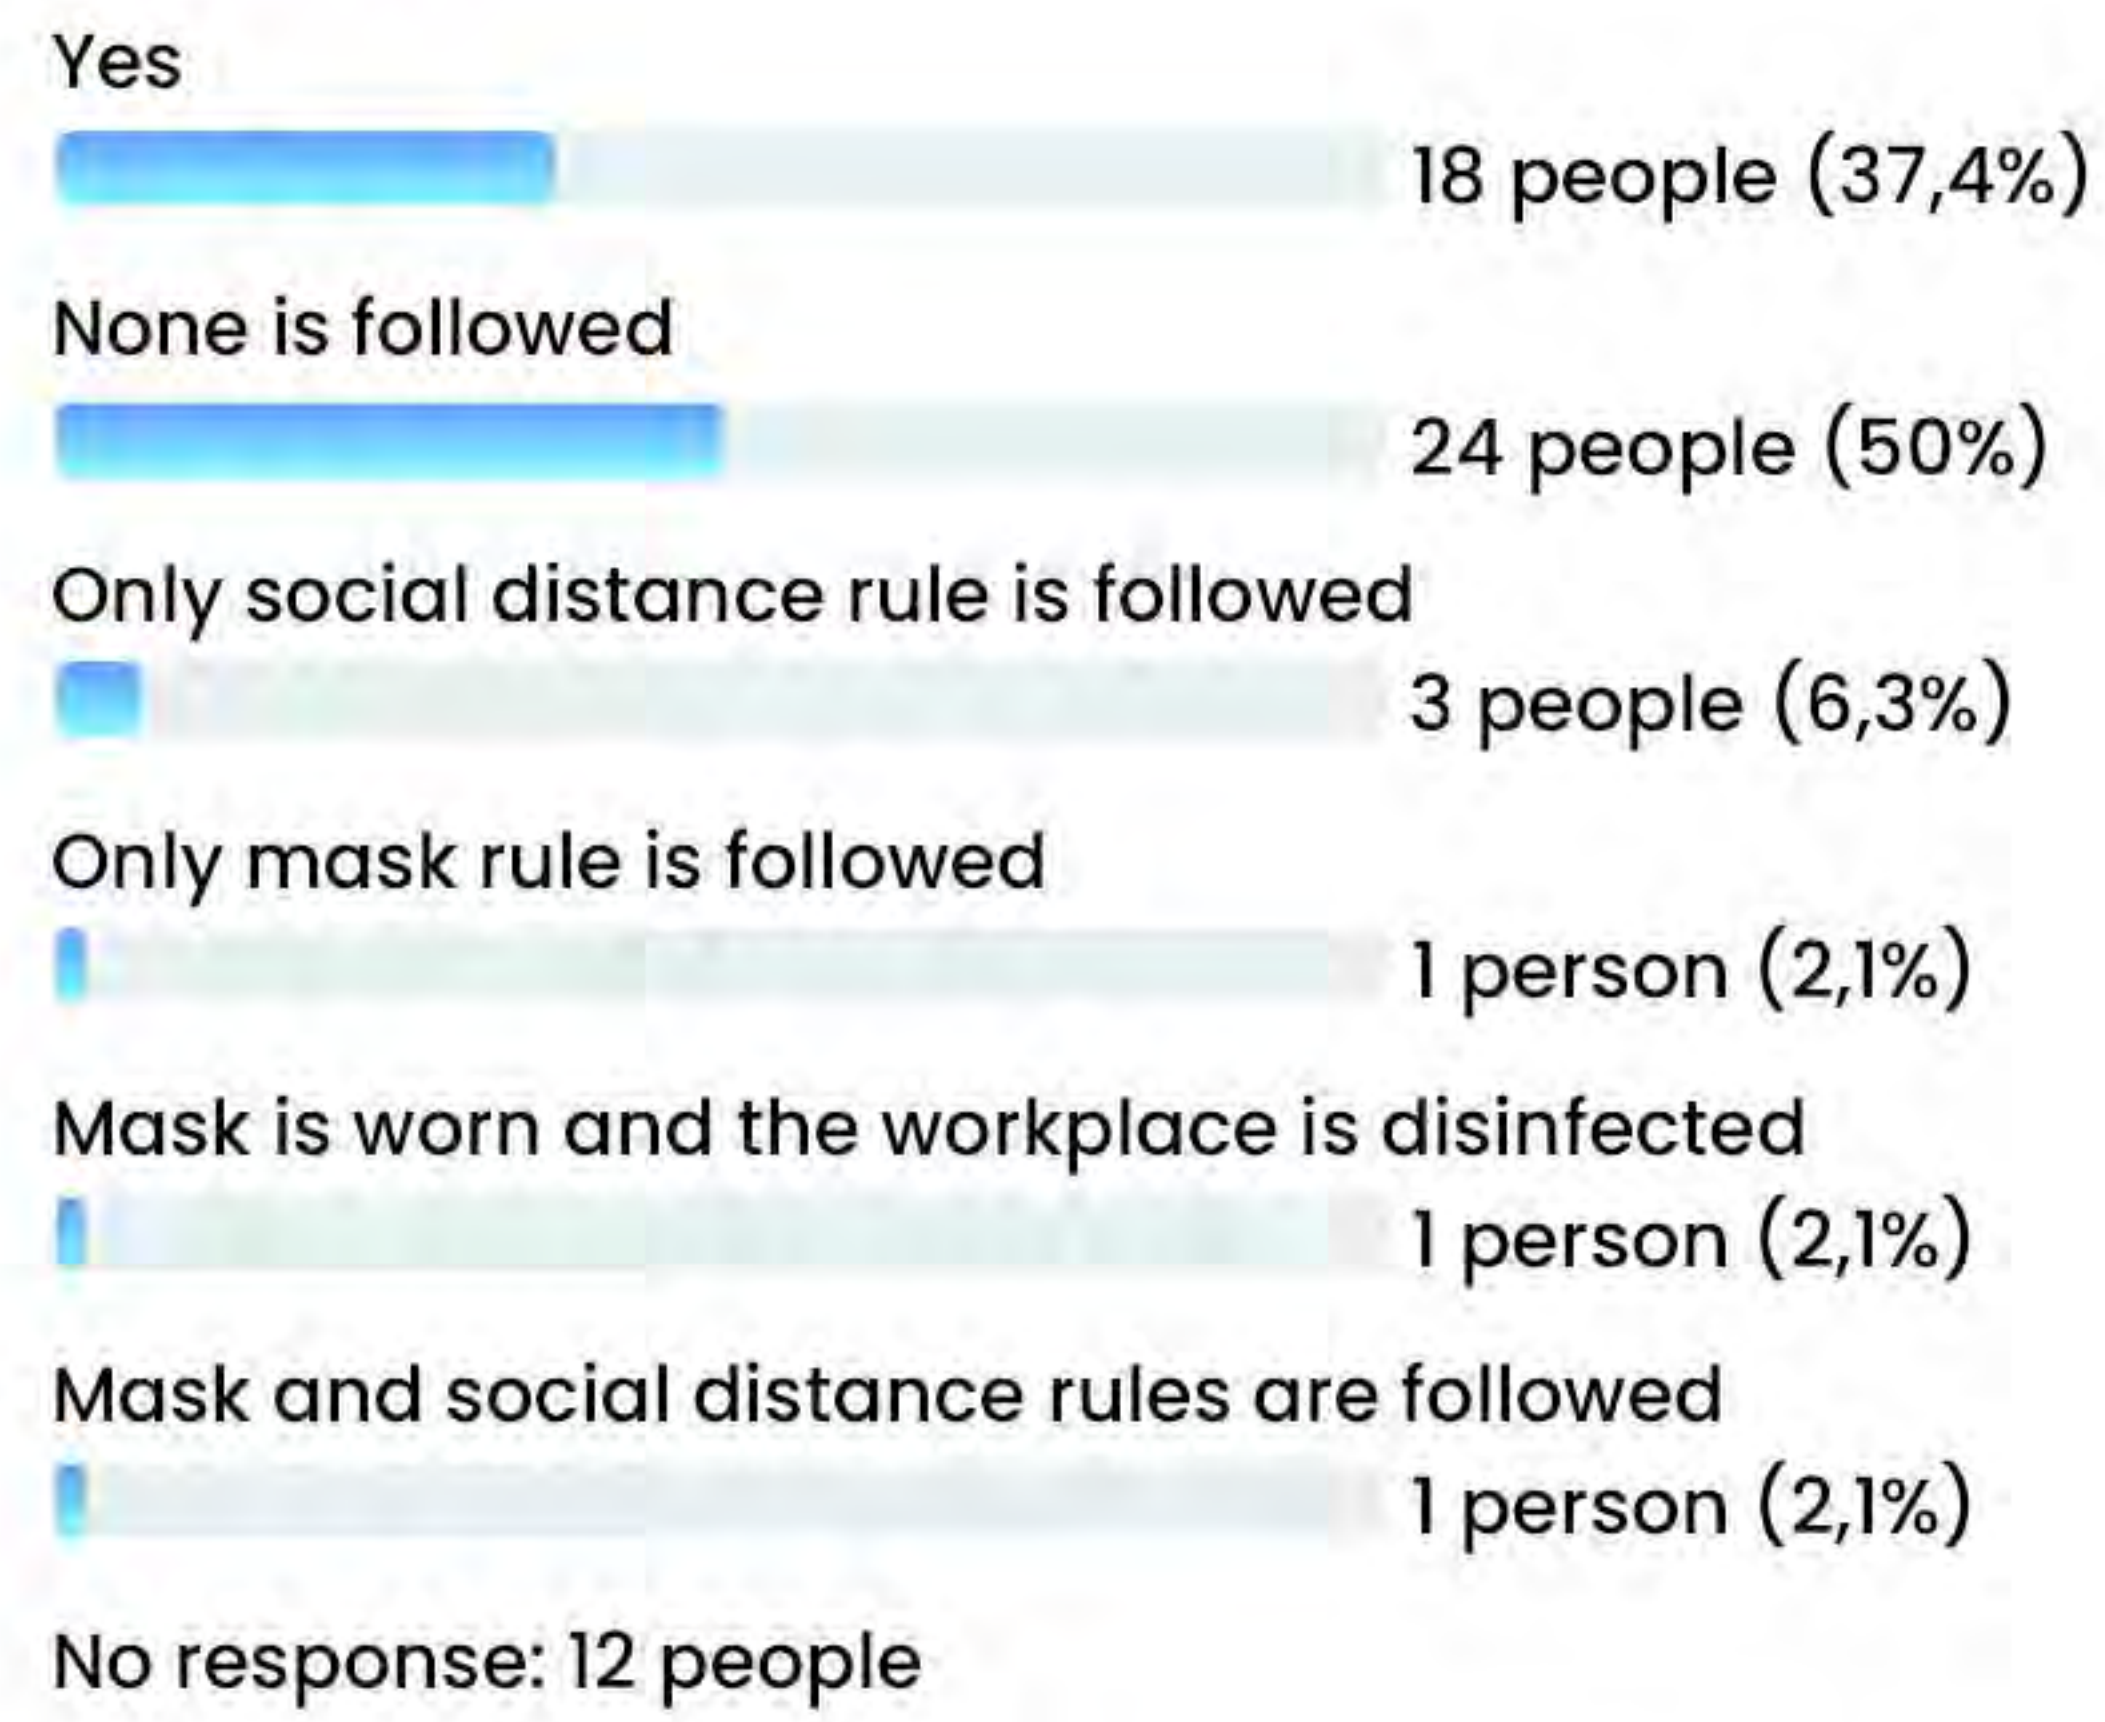 Yes
18 people (37,4%)
None is followed
24 people (50%)
Only social distance rule is followed
3 people (6,3%)
Only mask rule is followed
1 person (2,1%)
Mask is worn and the workplace is disinfected
1 person (2,1%)
Mask and social distance rules are followed
1 person (2,1%)
No response: 12 people